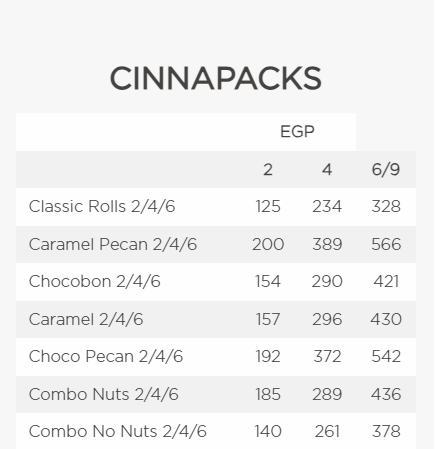 CINNAPACKS
EGP
2 4 6/9
Classic Rolls 2/4/6 125 234 328
Caramel Pecan 2/4/6 200 389 566
Chocobon 2/4/6 154 290 421
Caramel 2/4/6 157 296 430
Choco Pecan 2/4/6 192 372 542
Combo Nuts 2/4/6 185 289 436
Combo No Nuts 2/4/6 140 261 378